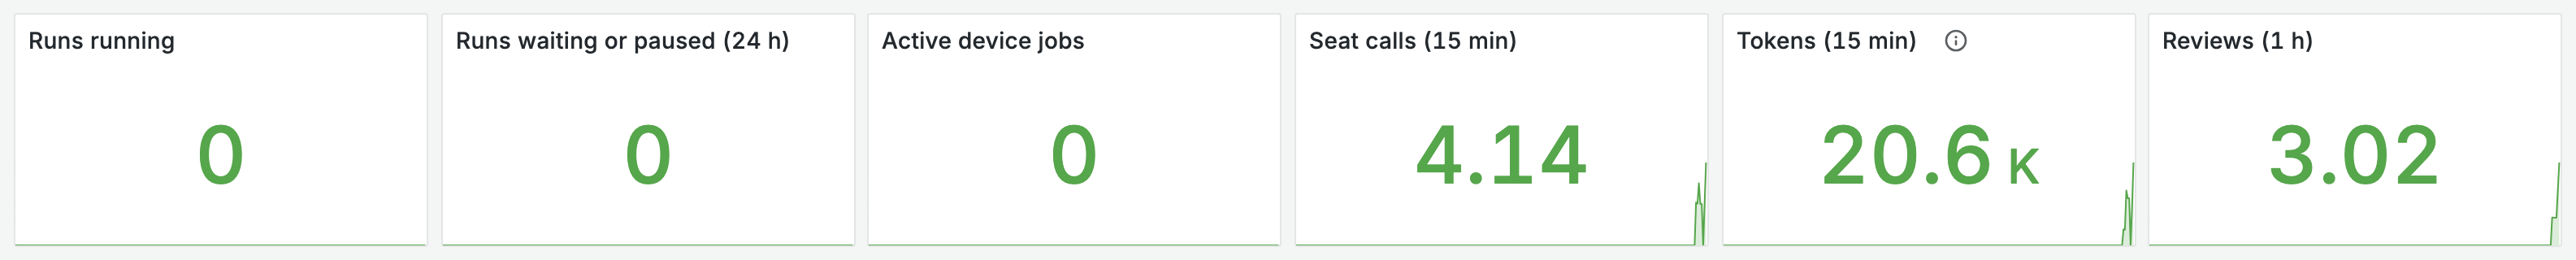 Runs running
0
Runs waiting or paused (24 h)
0
Active device jobs
0
Seat calls (15 min)
4.14
Tokens (15 min)
20.6 K
Reviews (1 h)
3.02